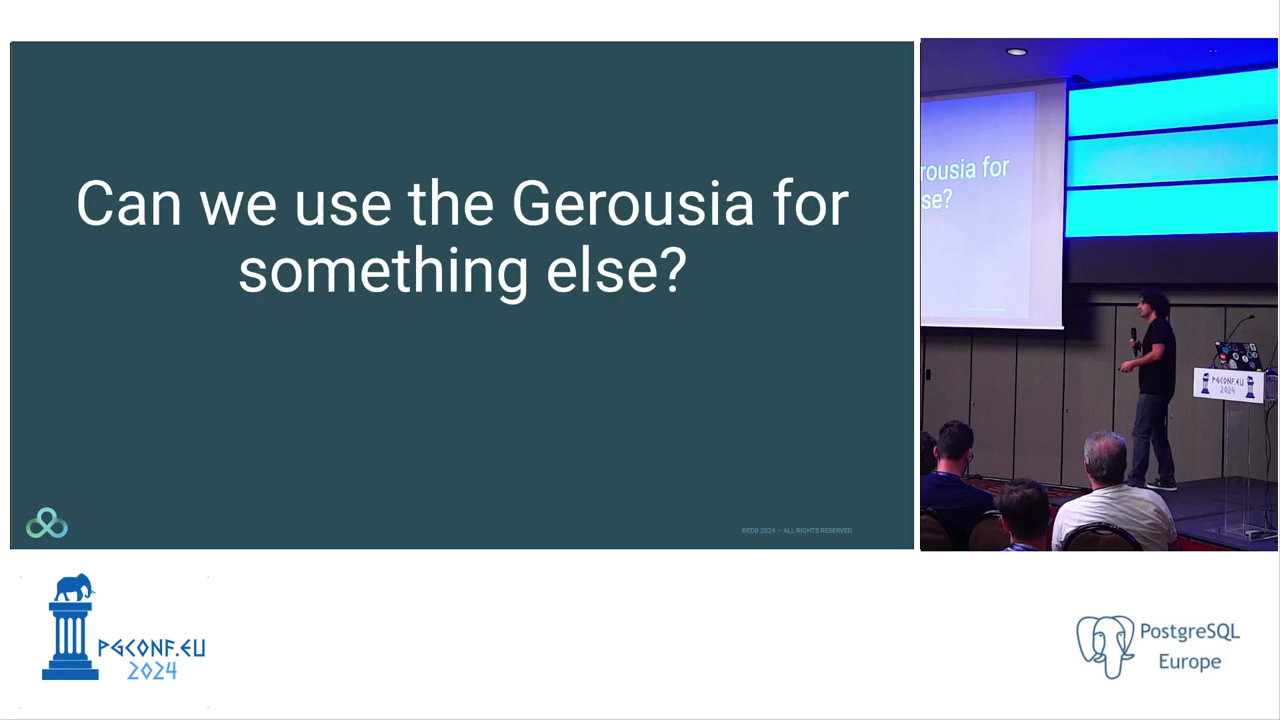 Can we use the Gerousia for
something else?
©EDB 2024 — ALL RIGHTS RESERVED.
rousia for
se?
PGCONF.EU
2024
PGCONF.EU
2024
PostgreSQL
Europe